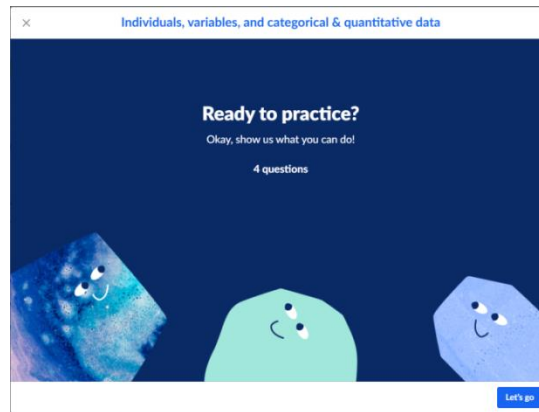 Individuals, variables, and categorical & quantitative data
Ready to practice?
Okay, show us what you can do!
4 questions
Let's go